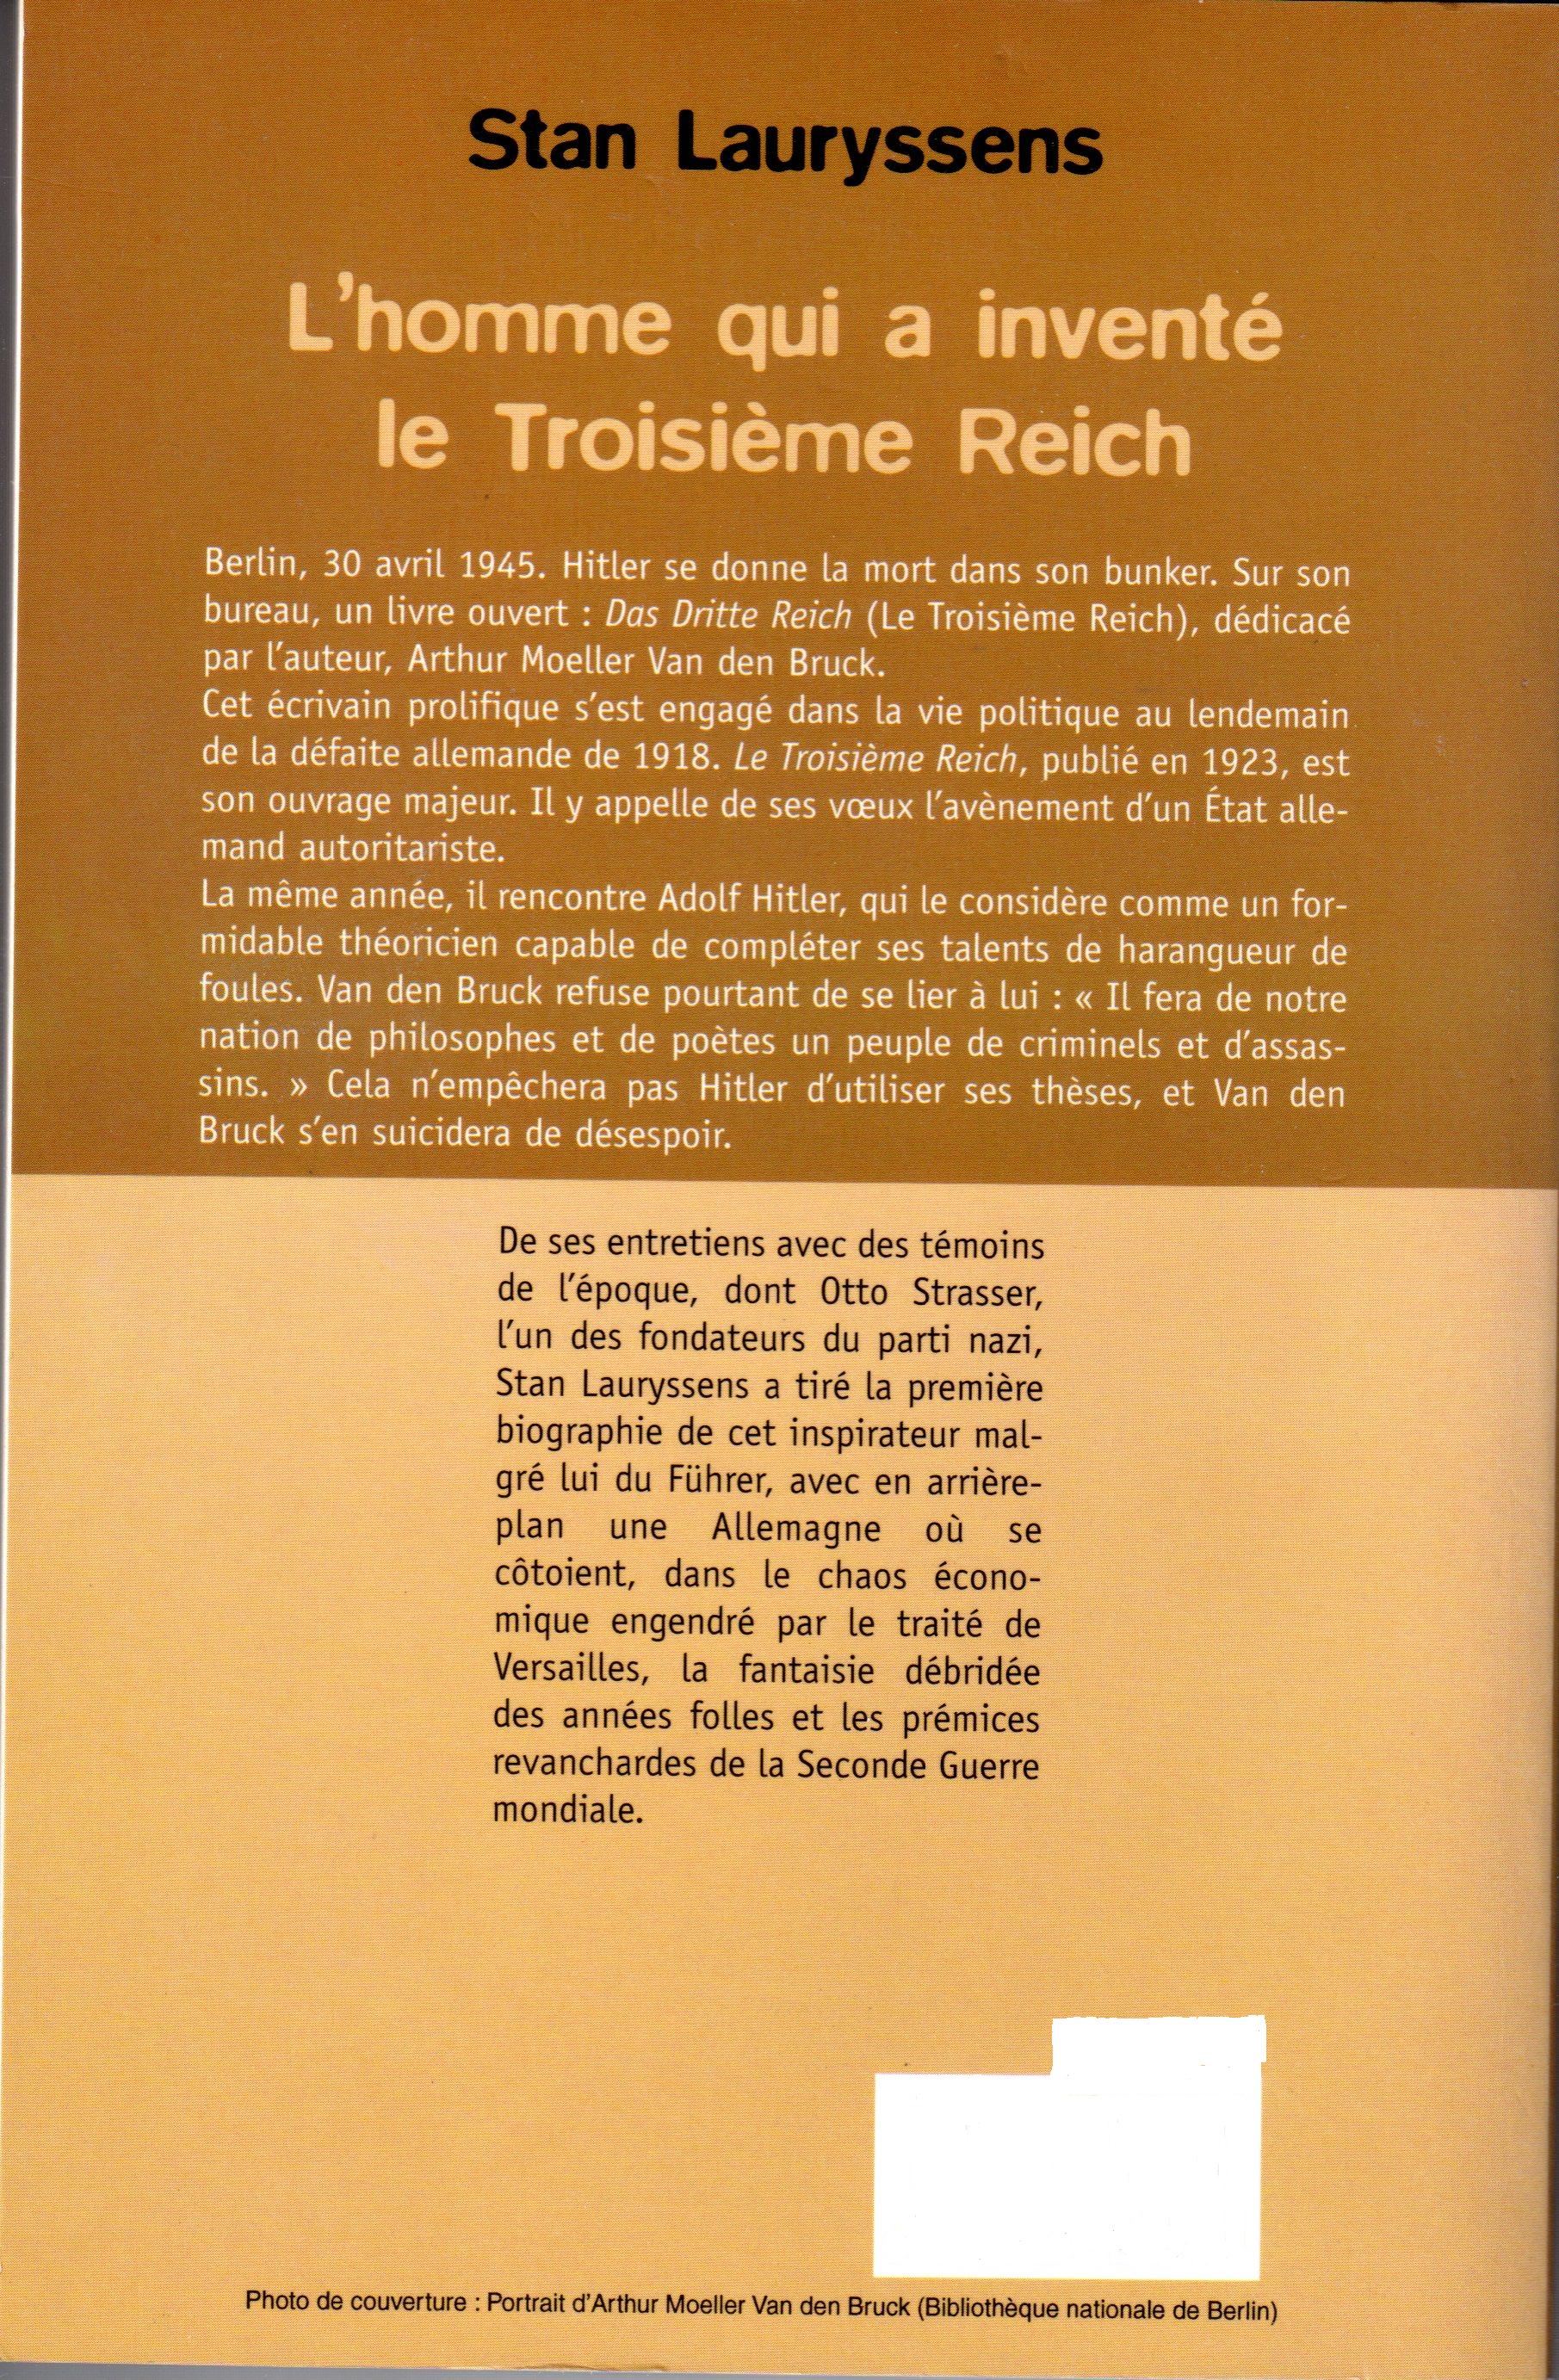 Stan Lauryssens
L'homme qui a inventé
le Troisième Reich
Berlin, 30 avril 1945. Hitler se donne la mort dans son bunker. Sur son
bureau, un livre ouvert : Das Dritte Reich (Le Troisième Reich), dédicacé
par l'auteur, Arthur Moeller Van den Bruck.
Cet écrivain prolifique s'est engagé dans la vie politique au lendemain
de la défaite allemande de 1918. Le Troisième Reich, publié en 1923, est
son ouvrage majeur. Il y appelle de ses vœux l'avènement d'un État alle-
mand autoritariste.
La même année, il rencontre Adolf Hitler, qui le considère comme un for-
midable théoricien capable de compléter ses talents de harangueur de
foules. Van den Bruck refuse pourtant de se lier à lui : « Il fera de notre
nation de philosophes et de poètes un peuple de criminels et d'assas-
sins. » Cela n'empêchera pas Hitler d'utiliser ses thèses, et Van den
Bruck s'en suicidera de désespoir.
De ses entretiens avec des témoins
de l'époque, dont Otto Strasser,
l'un des fondateurs du parti nazi,
Stan Lauryssens a tiré la première
biographie de cet inspirateur mal-
gré lui du Führer, avec en arrière-
plan une Allemagne où se
côtoient, dans le chaos écono-
mique engendré par le traité de
Versailles, la fantaisie débridée
des années folles et les prémices
revanchardes de la Seconde Guerre
mondiale.
Photo de couverture : Portrait d'Arthur Moeller Van den Bruck (Bibliothèque nationale de Berlin)